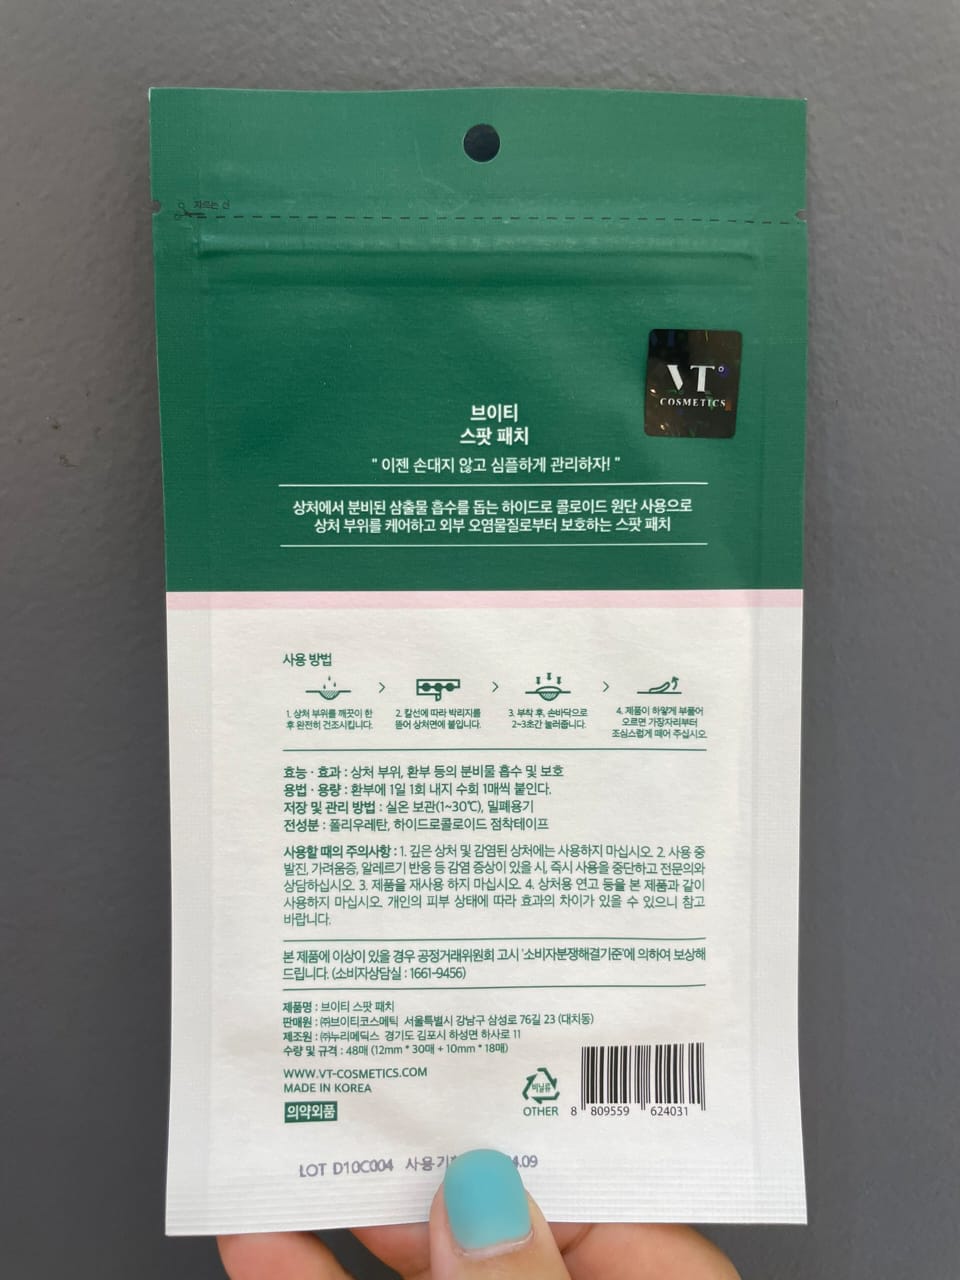 자르는 선
VT
COSMETICS
브이티
스팟 패치
" 이젠 손대지 않고 심플하게 관리하자! "
상처에서 분비된 삼출물 흡수를 돕는 하이드로 콜로이드 원단 사용으로
상처 부위를 케어하고 외부 오염물질로부터 보호하는 스팟 패치
사용 방법
1. 상처 부위를 깨끗이 한
후 완전히 건조시킵니다.
2. 칼선에 따라 박리지를
뜯어 상처면에 붙입니다.
3. 부착 후, 손바닥으로
2~3초간 눌러줍니다.
4. 제품이 하얗게 부풀어
오르면 가장자리부터
조심스럽게 떼어 주십시오.
효능 · 효과 : 상처 부위, 환부 등의 분비물 흡수 및 보호
용법 · 용량 : 환부에 1일 1회 내지 수회 1매씩 붙인다.
저장 및 관리 방법 : 실온 보관(1~30℃), 밀폐용기
전성분 : 폴리우레탄, 하이드로콜로이드 점착테이프
사용할 때의 주의사항 : 1. 깊은 상처 및 감염된 상처에는 사용하지 마십시오. 2. 사용 중
발진, 가려움증, 알레르기 반응 등 감염 증상이 있을 시, 즉시 사용을 중단하고 전문의와
상담하십시오. 3. 제품을 재사용 하지 마십시오. 4. 상처용 연고 등을 본 제품과 같이
사용하지 마십시오. 개인의 피부 상태에 따라 효과의 차이가 있을 수 있으니 참고
바랍니다.
본 제품에 이상이 있을 경우 공정거래위원회 고시 '소비자분쟁해결기준'에 의하여 보상해
드립니다. (소비자상담실 : 1661-9456)
제품명 : 브이티 스팟 패치
판매원 : ㈜브이티코스메틱 서울특별시 강남구 삼성로 76길 23 (대치동)
제조원 : ㈜누리메딕스 경기도 김포시 하성면 하사로 11
수량 및 규격 : 48매 (12mm * 30매 + 10mm * 18매)
WWW.VT-COSMETICS.COM
MADE IN KOREA
의약외품
비닐류
OTHER
8 809559 624031
LOT D10C004